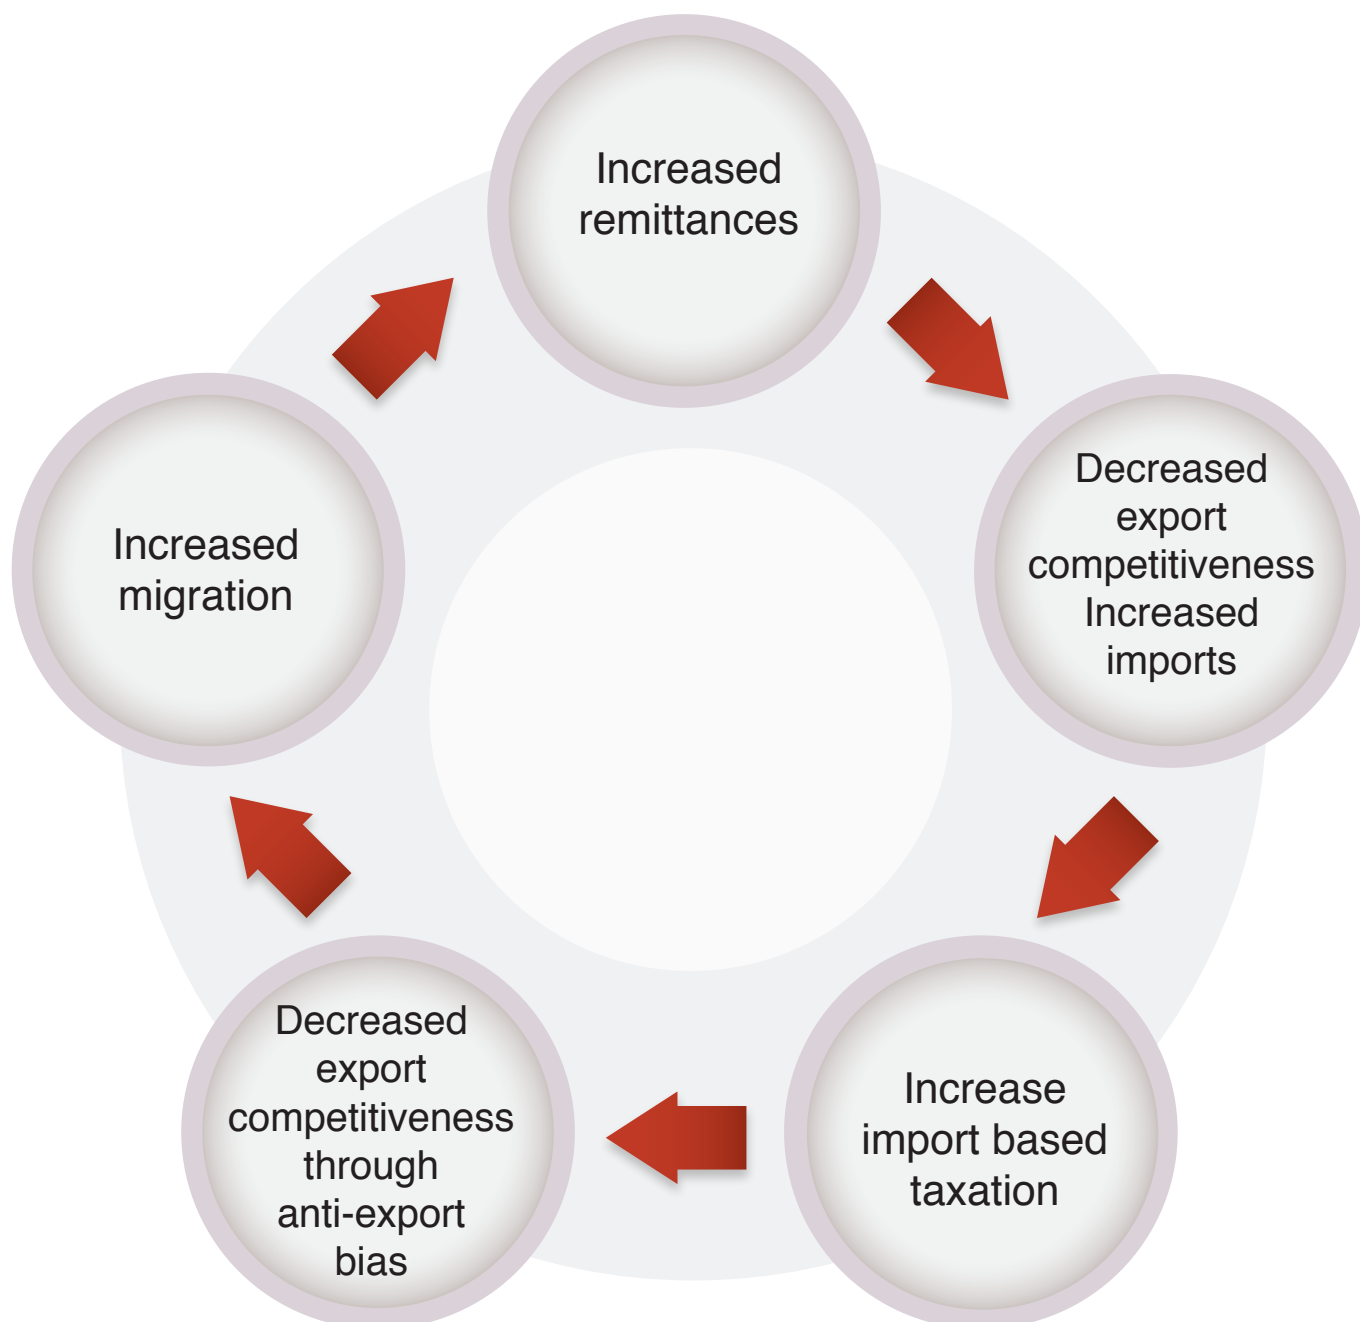 Increased
remittances
Decreased
export
competitiveness
Increased
imports
Increase
import based
taxation
Decreased
export
competitiveness
through
anti-export
bias
Increased
migration